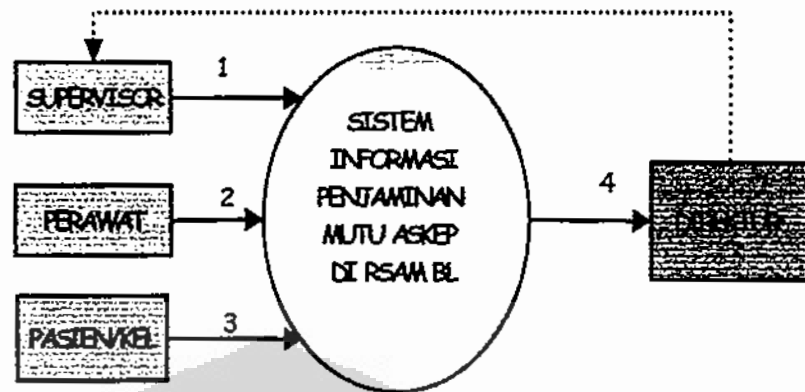 SUPERVISOR
1
SISTEM
INFORMASI
PENJAMINAN
MUTU ASKEP
DI RSAM BL
PERAWAT
2
4
PASIEN/KEL
3